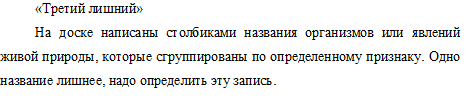 «Третий лишний»
На доске написаны столбиками названия организмов или явлений
живой природы, которые сгруппированы по определенному признаку. Одно
название лишнее, надо определить эту запись.